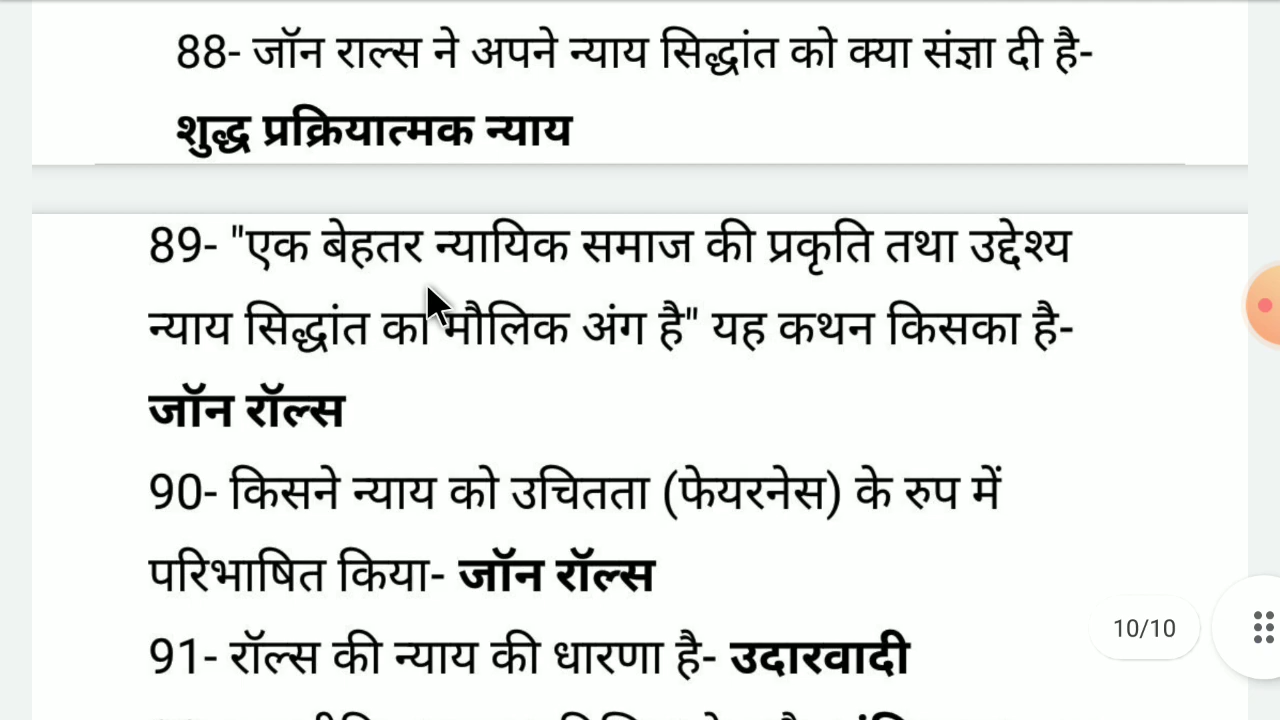 88- जॉन राल्स ने अपने न्याय सिद्धांत को क्या संज्ञा दी है-
शुद्ध प्रक्रियात्मक न्याय
89- "एक बेहतर न्यायिक समाज की प्रकृति तथा उद्देश्य
न्याय सिद्धांत का मौलिक अंग है" यह कथन किसका है-
जॉन रॉल्स
90- किसने न्याय को उचितता (फेयरनेस) के रुप में
परिभाषित किया- जॉन रॉल्स
10/10
91- रॉल्स की न्याय की धारणा है- उदारवादी